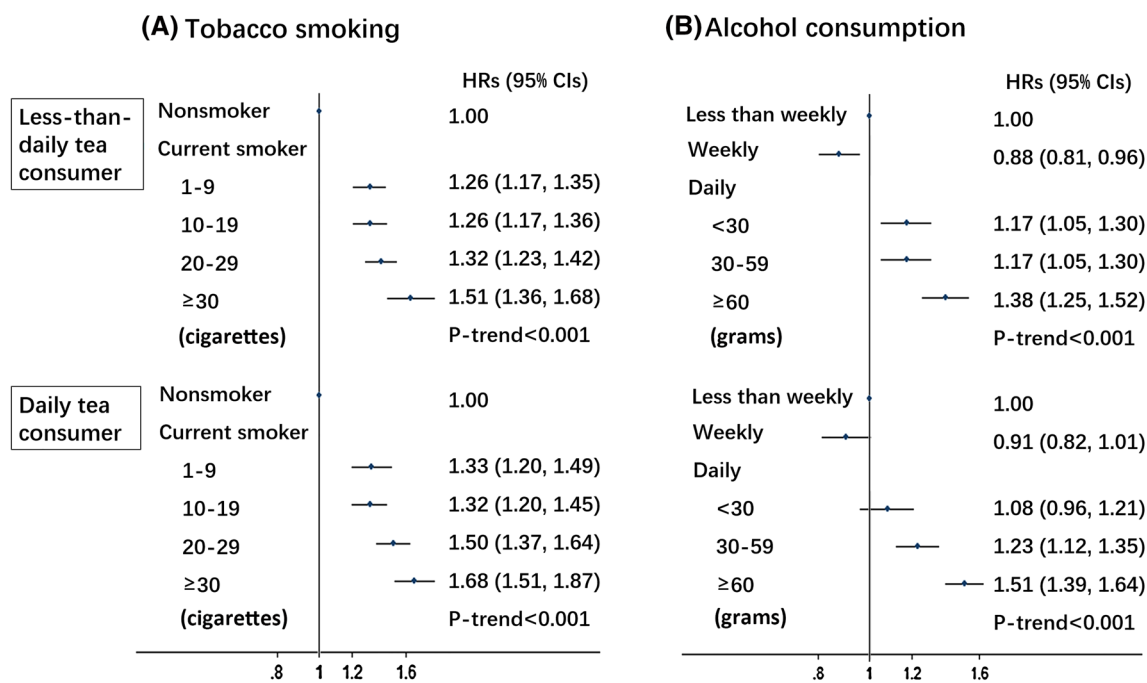 (A) Tobacco smoking
HRs (95% CIs)
Less-than-
daily tea
consumer
Nonsmoker 1.00
Current smoker
1-9 1.26 (1.17, 1.35)
10-19 1.26 (1.17, 1.36)
20-29 1.32 (1.23, 1.42)
≥30 1.51 (1.36, 1.68)
(cigarettes) P-trend<0.001
Daily tea
consumer
Nonsmoker 1.00
Current smoker
1-9 1.33 (1.20, 1.49)
10-19 1.32 (1.20, 1.45)
20-29 1.50 (1.37, 1.64)
≥30 1.68 (1.51, 1.87)
(cigarettes) P-trend<0.001
.8 1 1.2 1.6
(B) Alcohol consumption
HRs (95% CIs)
Less than weekly 1.00
Weekly 0.88 (0.81, 0.96)
Daily
<30 1.17 (1.05, 1.30)
30-59 1.17 (1.05, 1.30)
≥60 1.38 (1.25, 1.52)
(grams) P-trend<0.001
Less than weekly 1.00
Weekly 0.91 (0.82, 1.01)
Daily
<30 1.08 (0.96, 1.21)
30-59 1.23 (1.12, 1.35)
≥60 1.51 (1.39, 1.64)
(grams) P-trend<0.001
.8 1 1.2 1.6